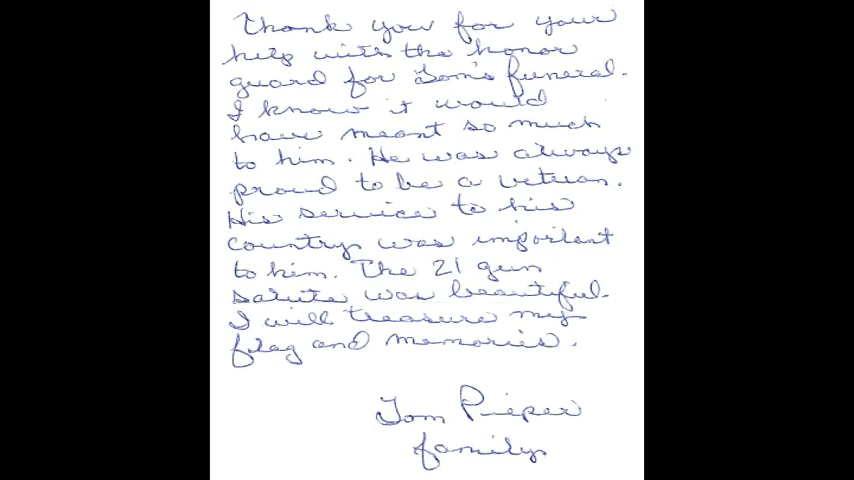 Thank you for your
help with the honor
guard for Tom's funeral.
I know it would
have meant so much
to him. He was always
proud to be a veteran.
His service to his
country was important
to him. The 21 gun
salute was beautiful.
I will treasure my
flag and memories.
Tom Pieper
family